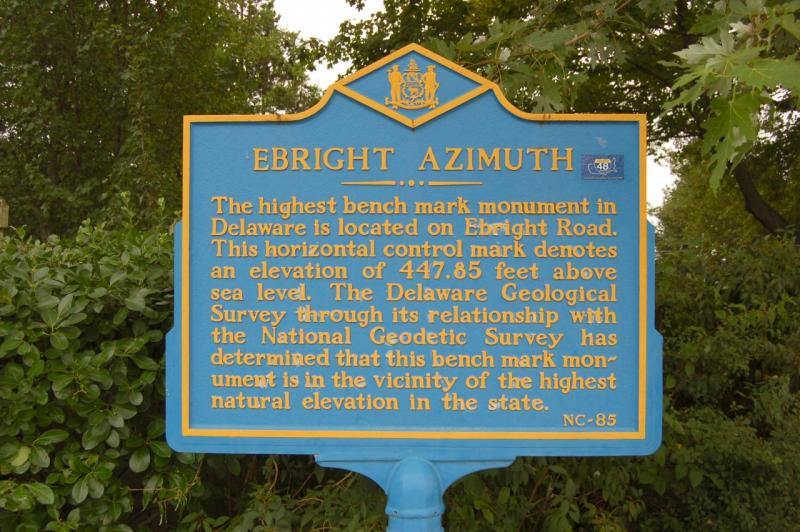 EBRIGHT AZIMUTH
48
The highest bench mark monument in
Delaware is located on Ebright Road.
This horizontal control mark denotes
an elevation of 447.85 feet above
sea level. The Delaware Geological
Survey through its relationship with
the National Geodetic Survey has
determined that this bench mark mon-
ument is in the vicinity of the highest
natural elevation in the state.
NC-85